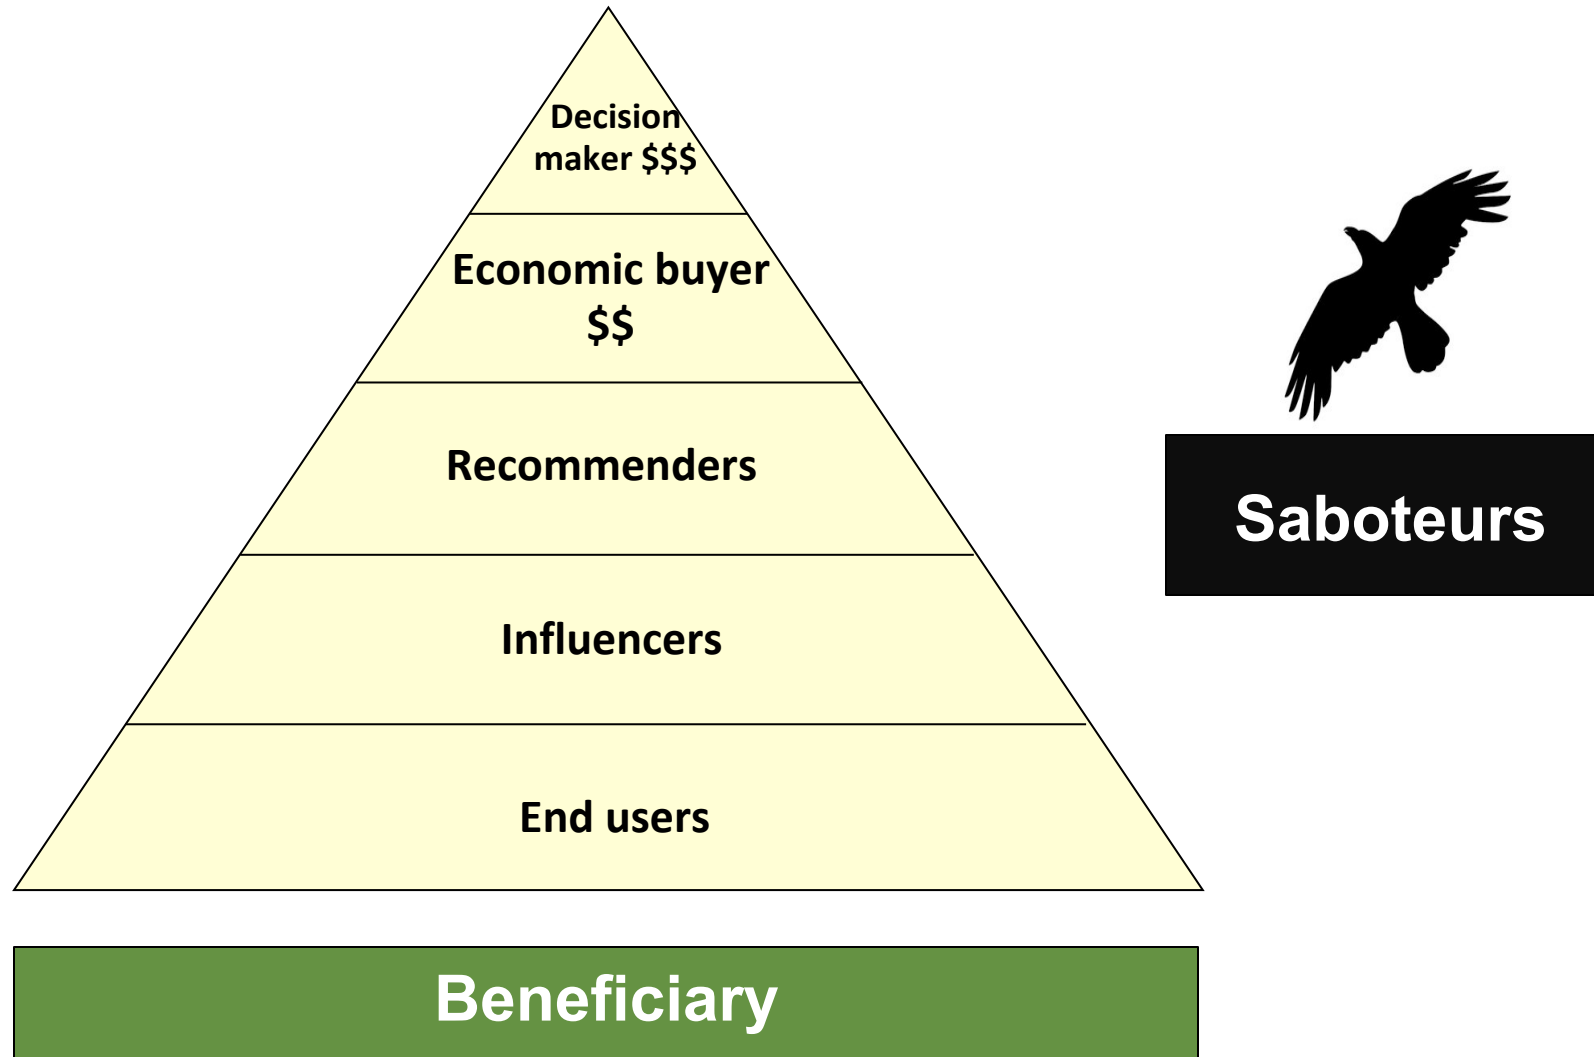 Decision
maker $$$
Economic buyer
$$
Recommenders
Saboteurs
Influencers
End users
Beneficiary